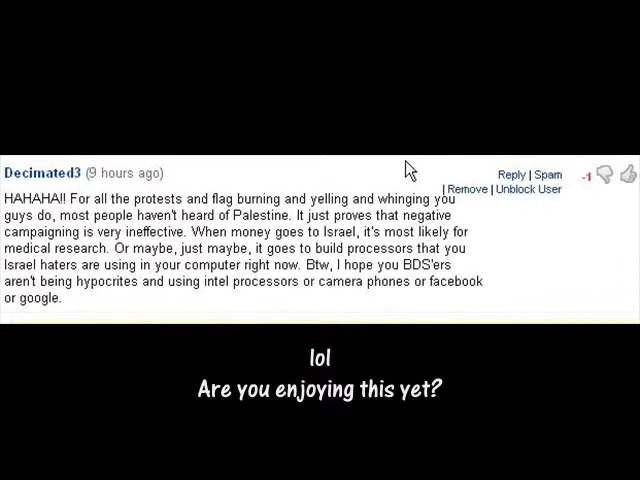 Decimated3 (9 hours ago)
Reply | Spam
-1
| Remove | Unblock User
HAHAHA!! For all the protests and flag burning and yelling and whinging you
guys do, most people haven't heard of Palestine. It just proves that negative
campaigning is very ineffective. When money goes to Israel, it's most likely for
medical research. Or maybe, just maybe, it goes to build processors that you
Israel haters are using in your computer right now. Btw, I hope you BDS'ers
aren't being hypocrites and using intel processors or camera phones or facebook
or google.
lol
Are you enjoying this yet?